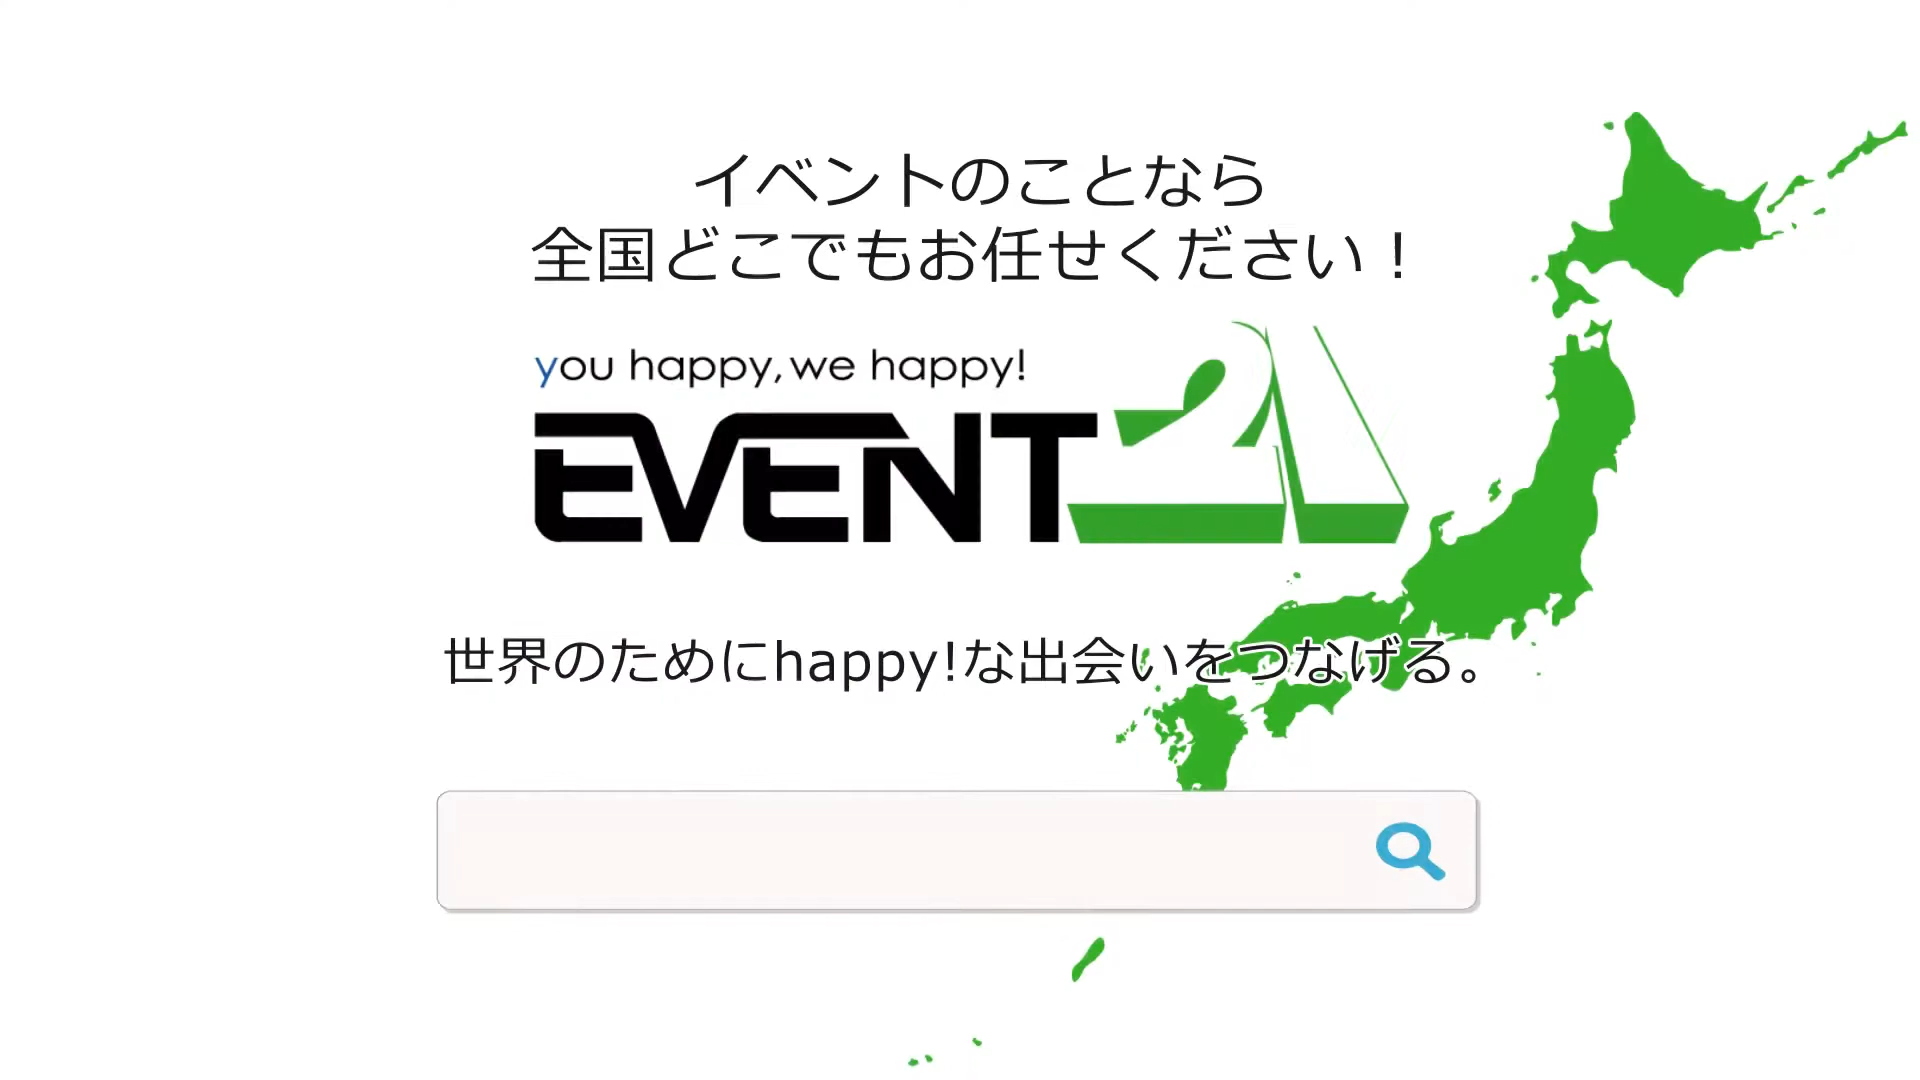 イベントのことなら
全国どこでもお任せください！
you happy, we happy!
EVENT21
世界のためにhappy!な出会いをつなげる。